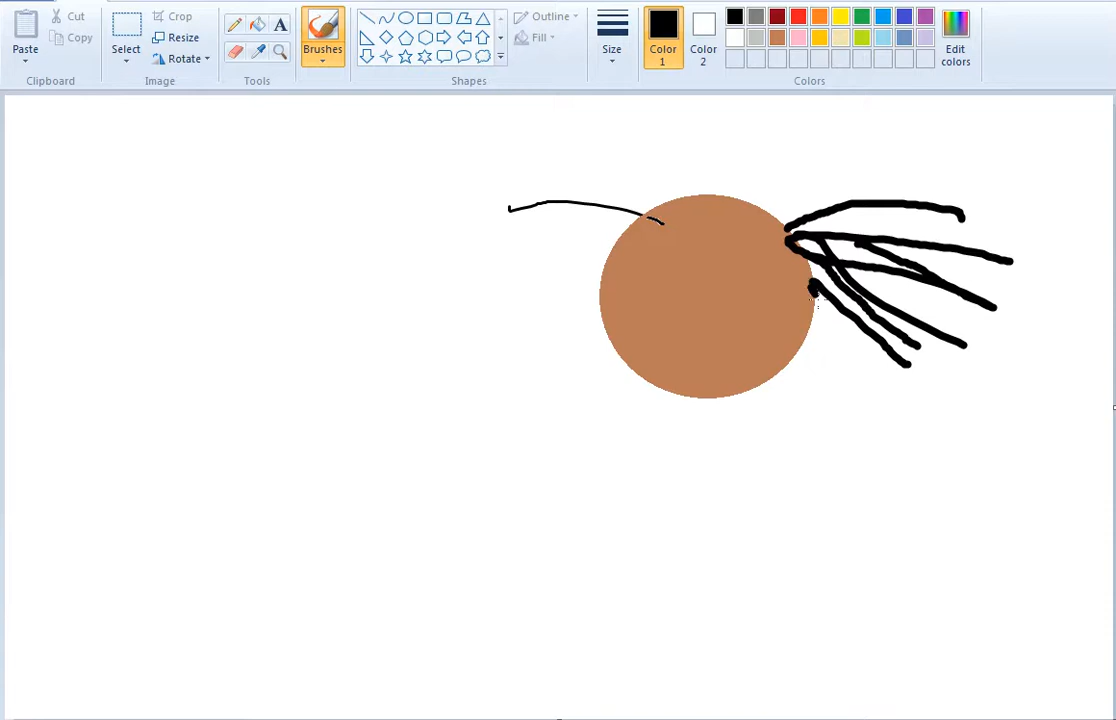 Paste
Cut
Copy
Clipboard
Select
Crop
Resize
Rotate
Image
A
Tools
Brushes
Shapes
Outline
Fill
Size
Color 1
Color 2
Edit colors
Colors